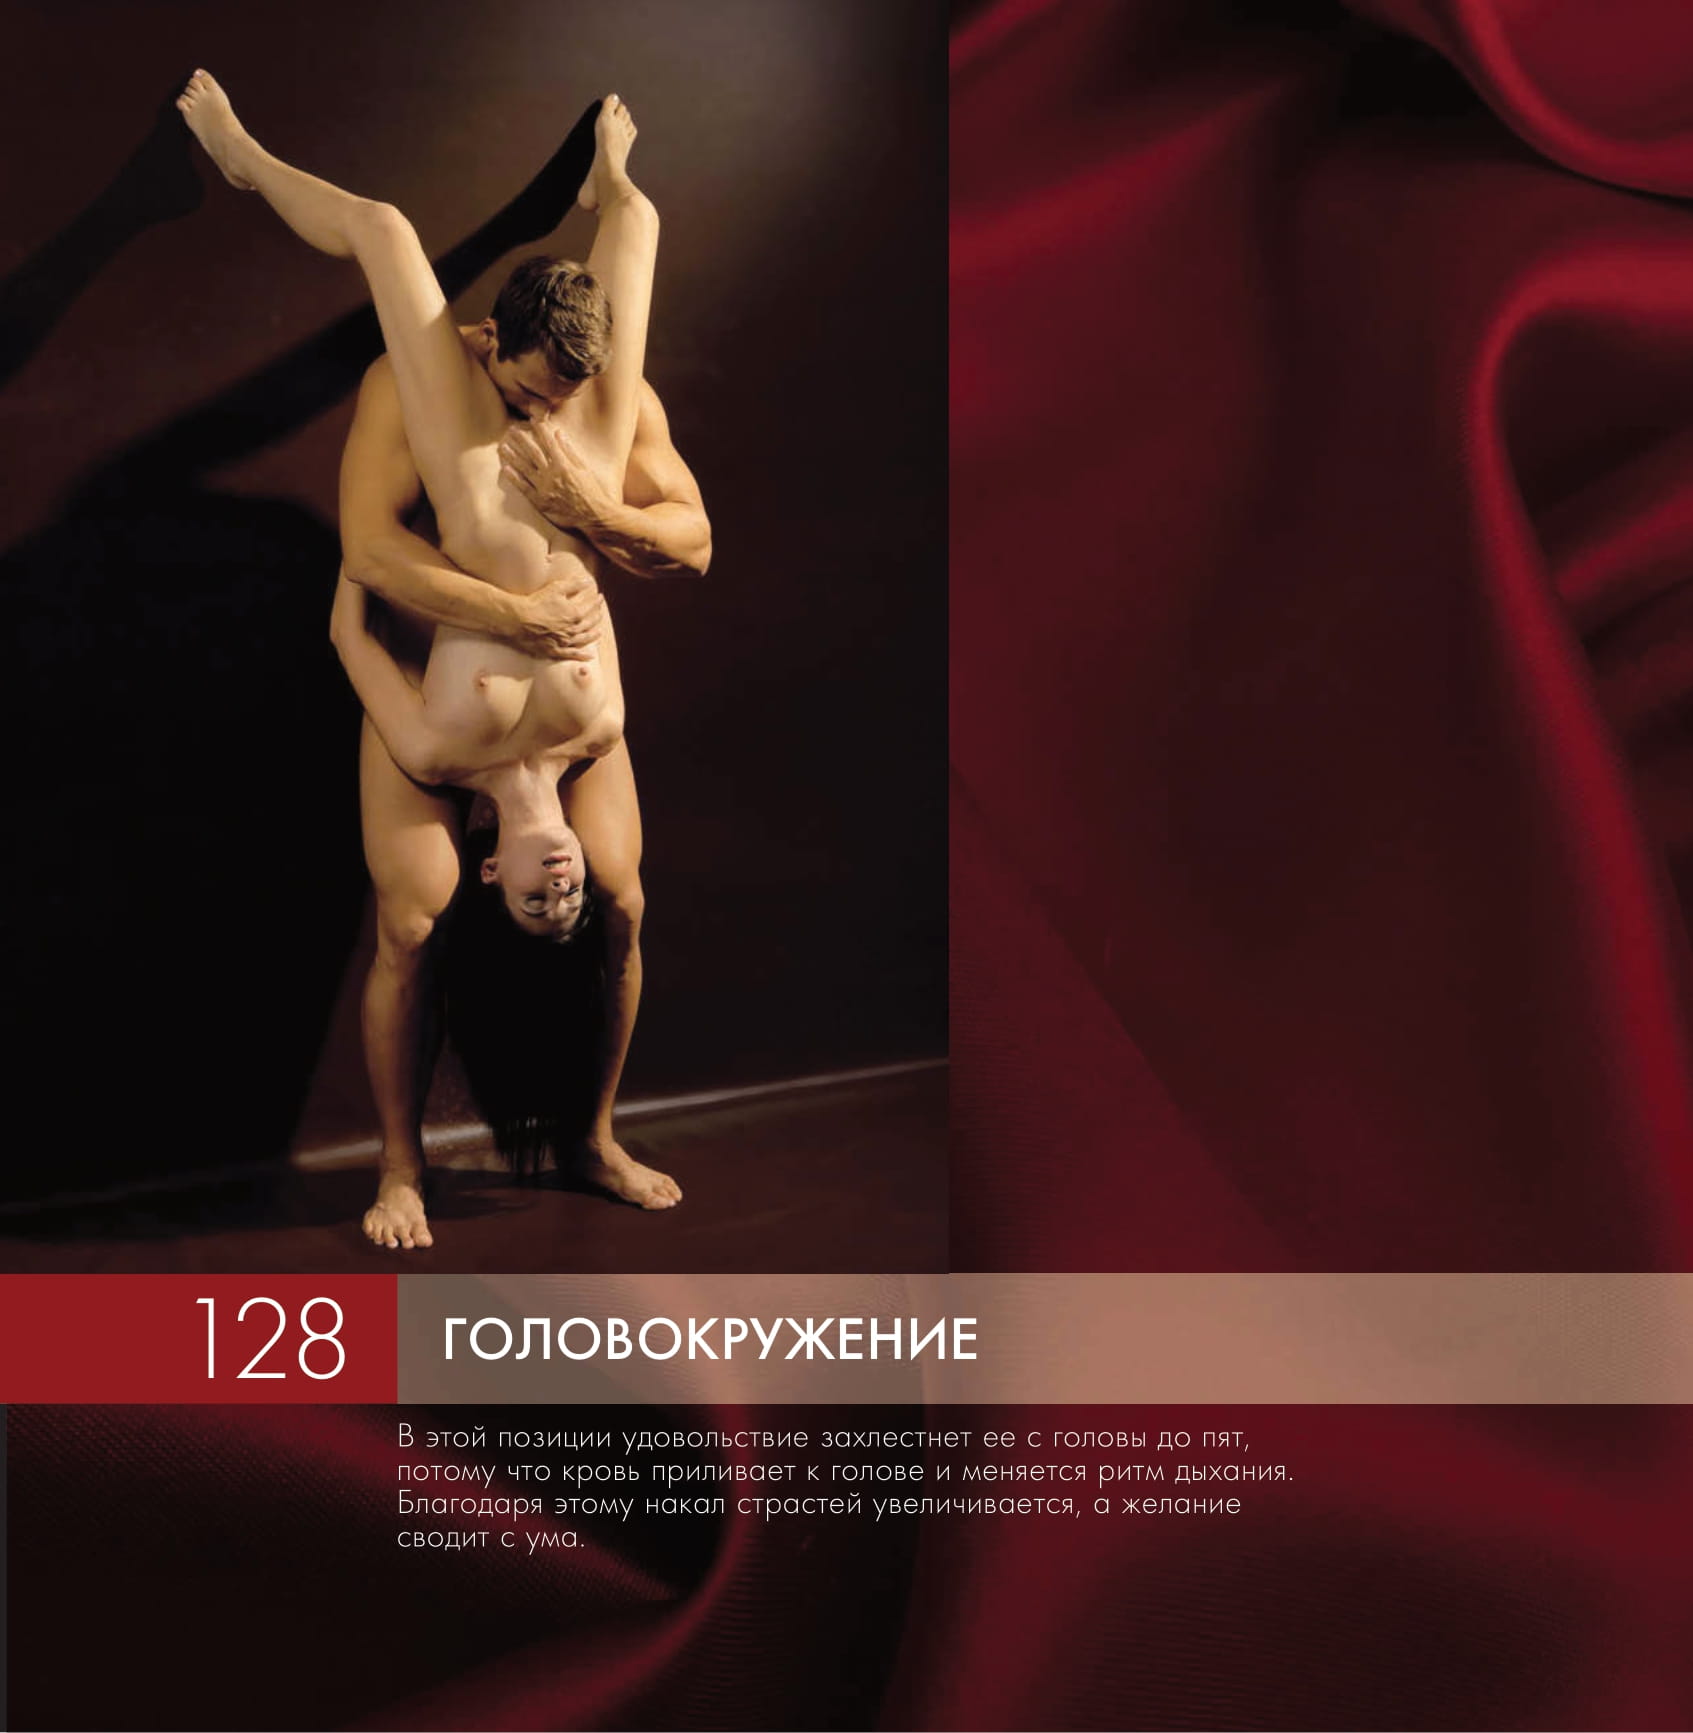 128
ГОЛОВОКРУЖЕНИЕ
В этой позиции удовольствие захлестнет ее с головы до пят,
потому что кровь приливает к голове и меняется ритм дыхания.
Благодаря этому накал страстей увеличивается, а желание
сводит с ума.